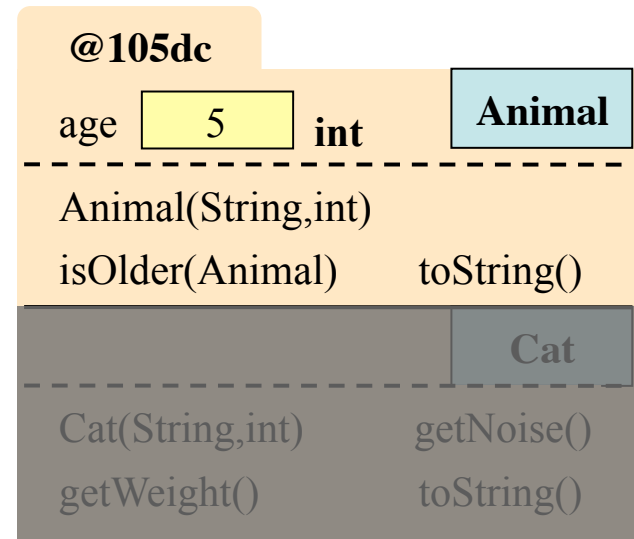 @105dc
age 5 int Animal
Animal(String,int)
isOlder(Animal) toString()
Cat
Cat(String,int) getNoise()
getWeight() toString()